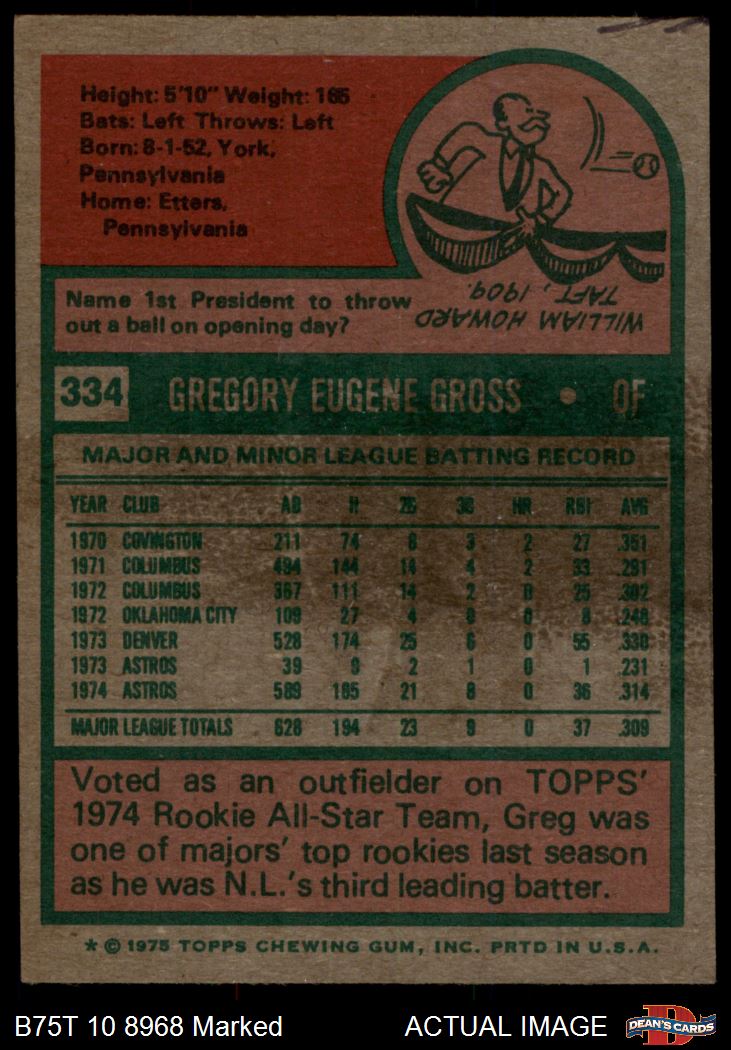 Height: 5'10" Weight: 165
Bats: Left Throws: Left
Born: 8-1-52, York,
Pennsylvania
Home: Etters,
Pennsylvania
Name 1st President to throw
out a ball on opening day?
WILLIAM HOWARD
TAFT, 1909.
334 GREGORY EUGENE GROSS • OF
MAJOR AND MINOR LEAGUE BATTING RECORD
YEAR CLUB AB H 2B 3B HR RBI AVG
1970 COVINGTON 211 74 8 3 2 27 .351
1971 COLUMBUS 494 144 14 4 2 33 .291
1972 COLUMBUS 367 111 14 2 0 25 .302
1972 OKLAHOMA CITY 109 27 4 0 0 8 .248
1973 DENVER 528 174 25 6 0 55 .330
1973 ASTROS 39 9 2 1 0 1 .231
1974 ASTROS 589 185 21 8 0 36 .314
MAJOR LEAGUE TOTALS 628 194 23 9 0 37 .309
Voted as an outfielder on TOPPS'
1974 Rookie All-Star Team, Greg was
one of majors' top rookies last season
as he was N.L.'s third leading batter.
* © 1975 TOPPS CHEWING GUM, INC. PRTD IN U.S.A.
B75T 10 8968 Marked ACTUAL IMAGE
DEAN'S CARDS